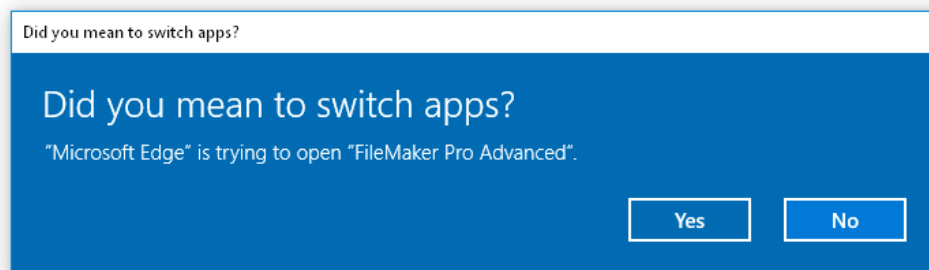 Did you mean to switch apps?
Did you mean to switch apps?
"Microsoft Edge" is trying to open "FileMaker Pro Advanced".
Yes No